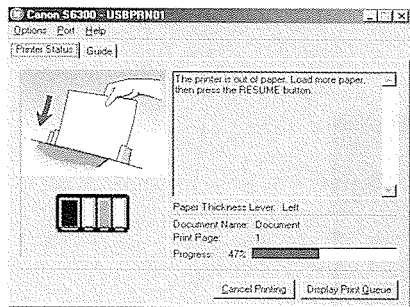 Canon S6300 - USBPRN01
Options Port Help
Printer Status Guide
The printer is out of paper. Load more paper,
then press the RESUME button.
Paper Thickness Lever: Left
Document Name: Document
Print Page: 1
Progress: 47%
Cancel Printing Display Print Queue